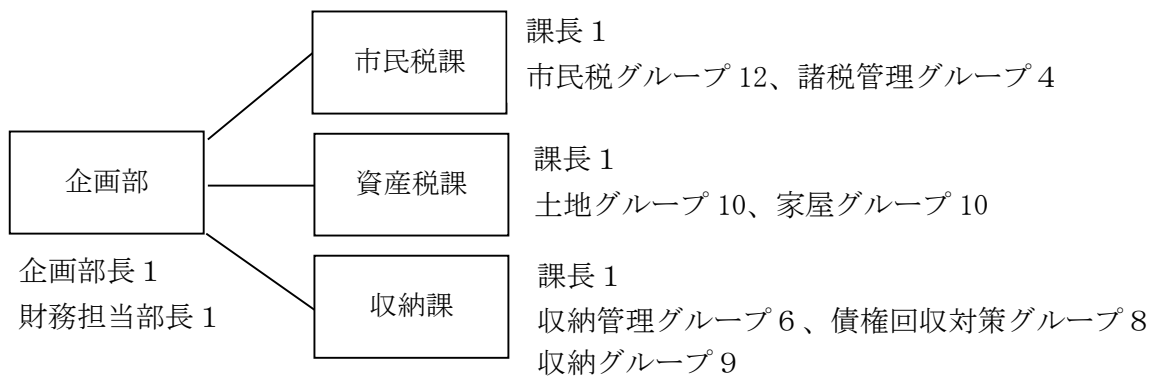 市民税課
課長１
市民税グループ 12、諸税管理グループ４
企画部
企画部長１
財務担当部長１
資産税課
課長１
土地グループ 10、家屋グループ 10
収納課
課長１
収納管理グループ６、債権回収対策グループ８
収納グループ９